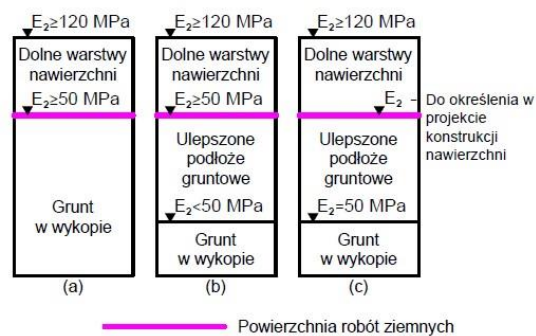 E₂≥120 MPa
Dolne warstwy
nawierzchni
E₂≥50 MPa
Grunt
w wykopie
(a)
E₂≥120 MPa
Dolne warstwy
nawierzchni
E₂≥50 MPa
Ulepszone
podłoże
gruntowe
E₂<50 MPa
Grunt
w wykopie
(b)
E₂≥120 MPa
Dolne warstwy
nawierzchni
E₂ - Do określenia w
projekcie
konstrukcji
nawierzchni
Ulepszone
podłoże
gruntowe
E₂=50 MPa
Grunt
w wykopie
(c)
Powierzchnia robót ziemnych